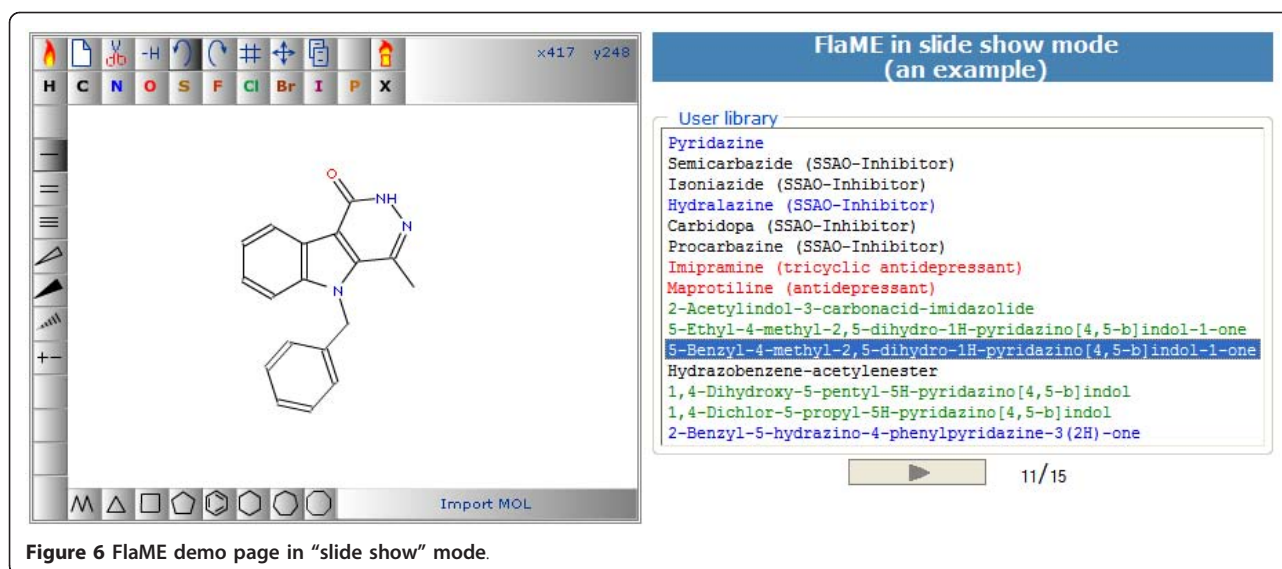 -H
x417 y248
H C N O S F Cl Br I P X
O
NH
N
N
+-
Import MOL
FlaME in slide show mode
(an example)
User library
Pyridazine
Semicarbazide (SSAO-Inhibitor)
Isoniazide (SSAO-Inhibitor)
Hydralazine (SSAO-Inhibitor)
Carbidopa (SSAO-Inhibitor)
Procarbazine (SSAO-Inhibitor)
Imipramine (tricyclic antidepressant)
Maprotiline (antidepressant)
2-Acetylindol-3-carbonacid-imidazolide
5-Ethyl-4-methyl-2,5-dihydro-1H-pyridazino[4,5-b]indol-1-one
5-Benzyl-4-methyl-2,5-dihydro-1H-pyridazino[4,5-b]indol-1-one
Hydrazobenzene-acetylenester
1,4-Dihydroxy-5-pentyl-5H-pyridazino[4,5-b]indol
1,4-Dichlor-5-propyl-5H-pyridazino[4,5-b]indol
2-Benzyl-5-hydrazino-4-phenylpyridazine-3(2H)-one
11/15
Figure 6 FlaME demo page in “slide show” mode.